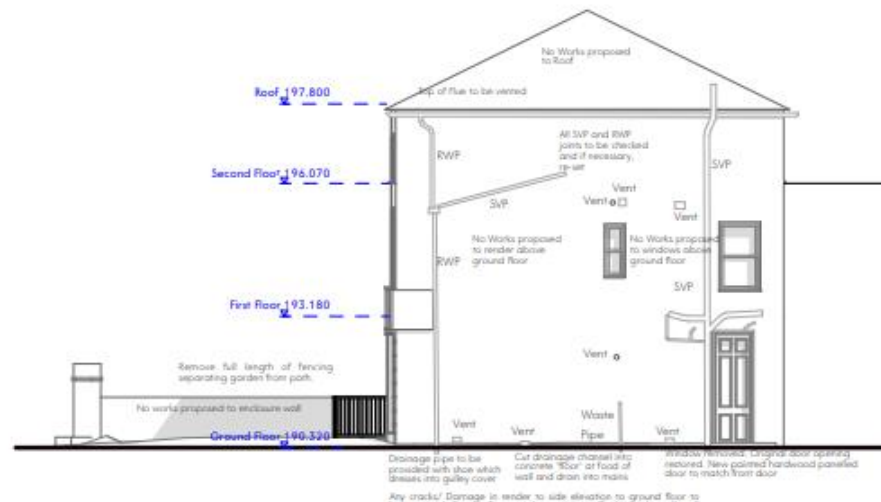 No Works proposed
to Roof
Roof 197.800
Top of flue to be vented
All SVP and RWP
joints to be checked
and if necessary,
re-set
RWP
SVP
Second Floor 196.070
SVP
Vent
Vent
Vent
No Works proposed
to render above
ground floor
No Works proposed
to windows above
ground floor
RWP
SVP
First Floor 193.180
Vent
Remove full length of fencing
separating garden from path.
No works proposed to enclosure wall
Waste
Pipe
Vent
Vent
Vent
Ground Floor 190.320
Drainage pipe to be
provided with shoe which
dresses into gulley cover
Cut drainage channel into
concrete "floor" at food of
wall and drain into mains
Window removed. Original door opening
restored. New painted hardwood panelled
door to match front door
Any cracks/ Damage in render to side elevation to ground floor to